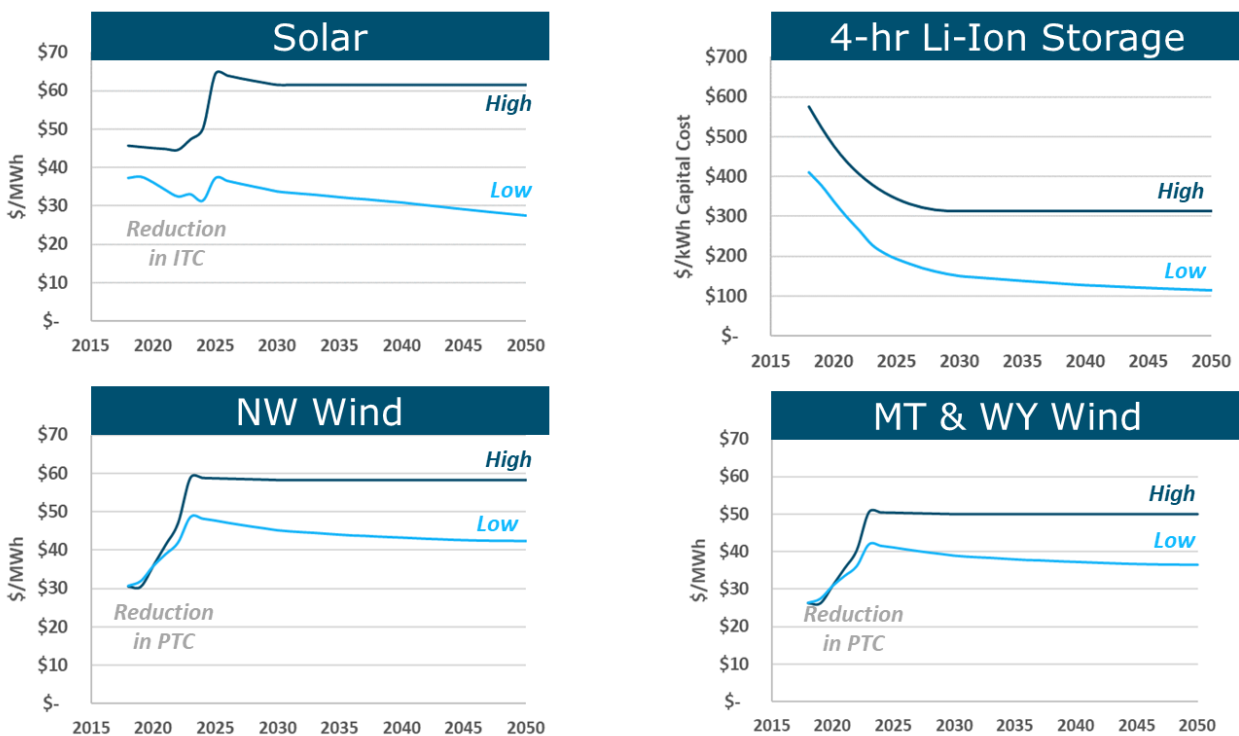 Solar
$70
$60
$50
$40
$30
$20
$10
$-
$/MWh
High
Low
Reduction
in ITC
2015 2020 2025 2030 2035 2040 2045 2050
4-hr Li-Ion Storage
$700
$600
$500
$400
$300
$200
$100
$-
$/kWh Capital Cost
High
Low
2015 2020 2025 2030 2035 2040 2045 2050
NW Wind
$70
$60
$50
$40
$30
$20
$10
$-
$/MWh
High
Low
Reduction
in PTC
2015 2020 2025 2030 2035 2040 2045 2050
MT & WY Wind
$70
$60
$50
$40
$30
$20
$10
$-
$/MWh
High
Low
Reduction
in PTC
2015 2020 2025 2030 2035 2040 2045 2050